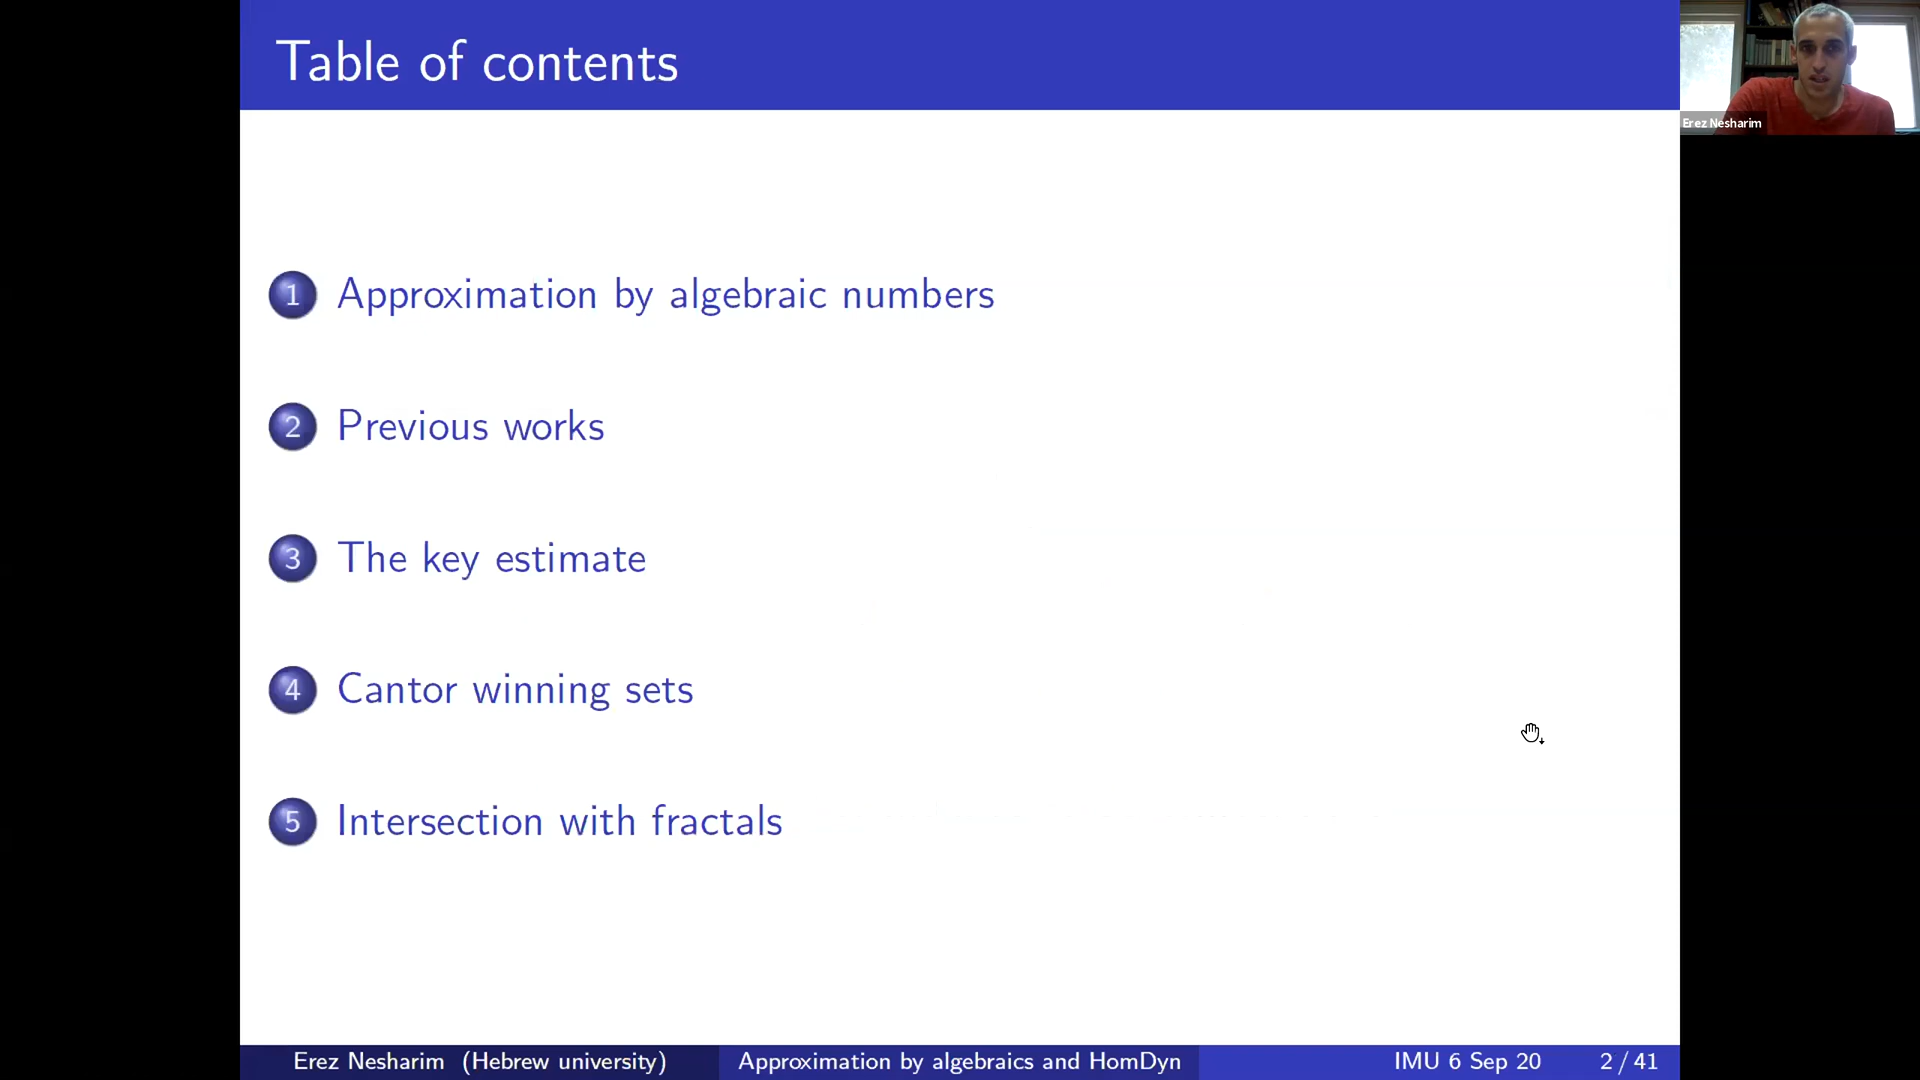 Table of contents
Erez Nesharim
1 Approximation by algebraic numbers
2 Previous works
3 The key estimate
4 Cantor winning sets
5 Intersection with fractals
Erez Nesharim (Hebrew university) Approximation by algebraics and HomDyn IMU 6 Sep 20 2 / 41